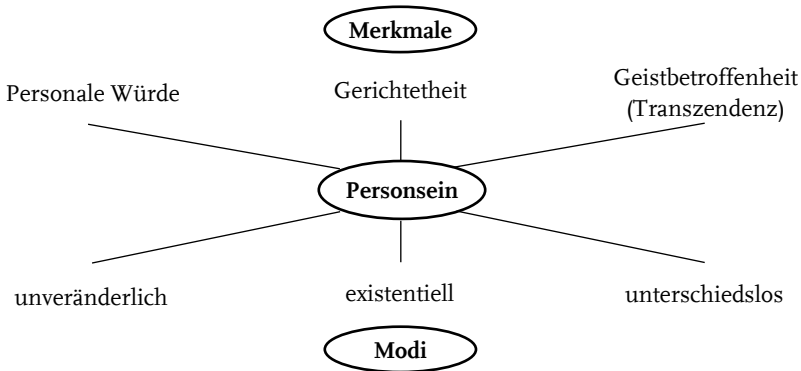 Merkmale
Personale Würde
Gerichtetheit
Geistbetroffenheit
(Transzendenz)
Personsein
unveränderlich
existentiell
unterschiedslos
Modi